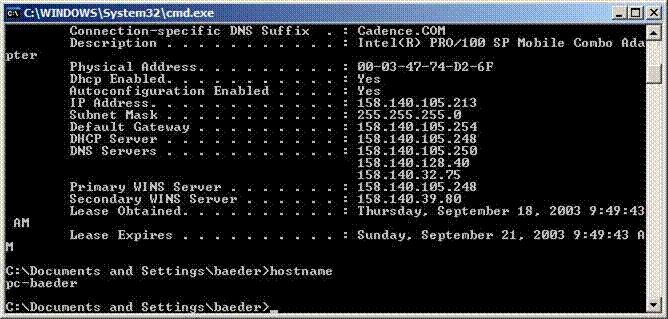 C:\WINDOWS\System32\cmd.exe
Connection-specific DNS Suffix . : Cadence.COM
Description . . . . . . . . . . . : Intel(R) PRO/100 SP Mobile Combo Ada
pter
Physical Address. . . . . . . . . : 00-03-47-74-D2-6F
Dhcp Enabled. . . . . . . . . . . : Yes
Autoconfiguration Enabled . . . . : Yes
IP Address. . . . . . . . . . . . : 158.140.105.213
Subnet Mask . . . . . . . . . . . : 255.255.255.0
Default Gateway . . . . . . . . . : 158.140.105.254
DHCP Server . . . . . . . . . . . : 158.140.105.248
DNS Servers . . . . . . . . . . . : 158.140.105.250
158.140.128.40
158.140.32.75
Primary WINS Server . . . . . . . : 158.140.105.248
Secondary WINS Server . . . . . . : 158.140.39.80
Lease Obtained. . . . . . . . . . : Thursday, September 18, 2003 9:49:43
AM
Lease Expires . . . . . . . . . . : Sunday, September 21, 2003 9:49:43 A
M
C:\Documents and Settings\baeder>hostname
pc-baeder
C:\Documents and Settings\baeder>_